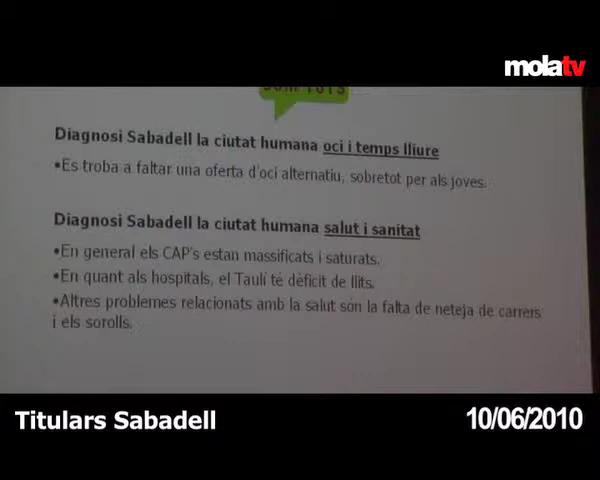 molatv
TOTS
Diagnosi Sabadell la ciutat humana oci i temps lliure
•Es troba a faltar una oferta d'oci alternatiu, sobretot per als joves.
Diagnosi Sabadell la ciutat humana salut i sanitat
•En general els CAP's estan massificats i saturats.
•En quant als hospitals, el Taulí té dèficit de llits.
•Altres problemes relacionats amb la salut són la falta de neteja de carrers
i els sorolls.
Titulars Sabadell
10/06/2010